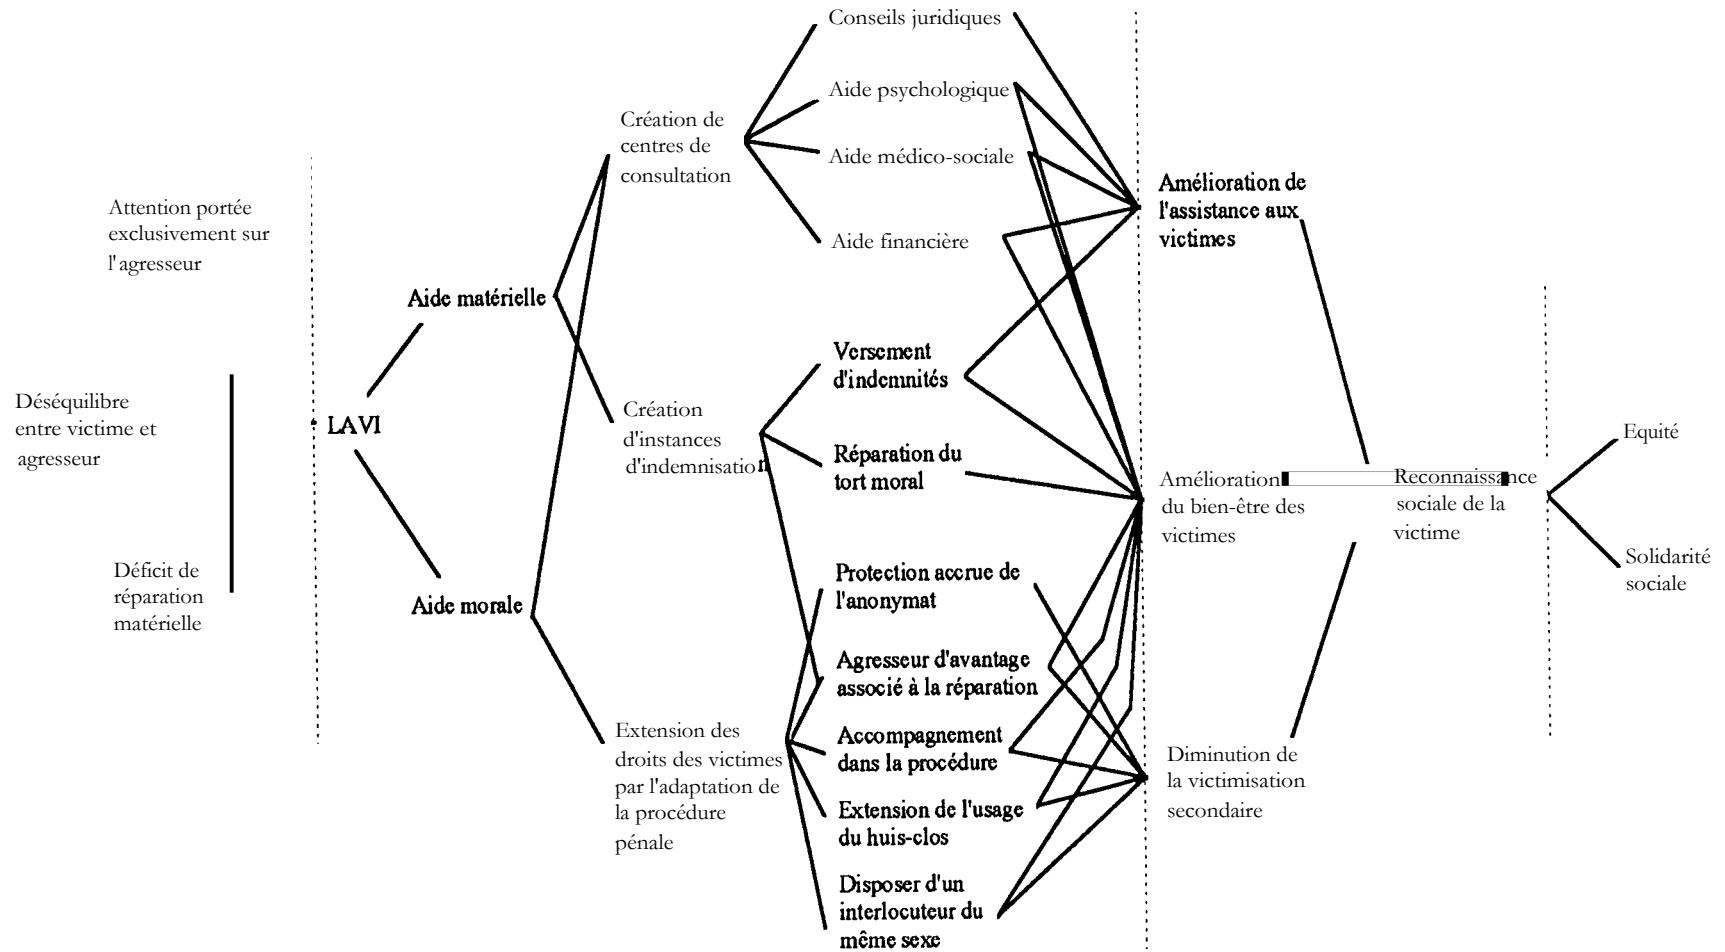 Attention portée
exclusivement sur
l'agresseur
Déséquilibre
entre victime et
agresseur
Déficit de
réparation
matérielle
LAVI
Aide matérielle
Aide morale
Création de
centres de
consultation
Création
d'instances
d'indemnisation
Extension des
droits des victimes
par l'adaptation de
la procédure
pénale
Conseils juridiques
Aide psychologique
Aide médico-sociale
Aide financière
Versement
d'indemnités
Réparation du
tort moral
Protection accrue de
l'anonymat
Agresseur d'avantage
associé à la réparation
Accompagnement
dans la procédure
Extension de l'usage
du huis-clos
Disposer d'un
interlocuteur du
même sexe
Amélioration de
l'assistance aux
victimes
Amélioration
du bien-être des
victimes
Diminution de
la victimisation
secondaire
Reconnaissance
sociale de la
victime
Equité
Solidarité
sociale